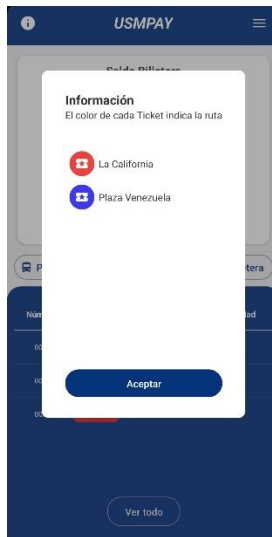 USMPAY
Información
El color de cada Ticket indica la ruta
La California
Plaza Venezuela
Aceptar
Ver todo